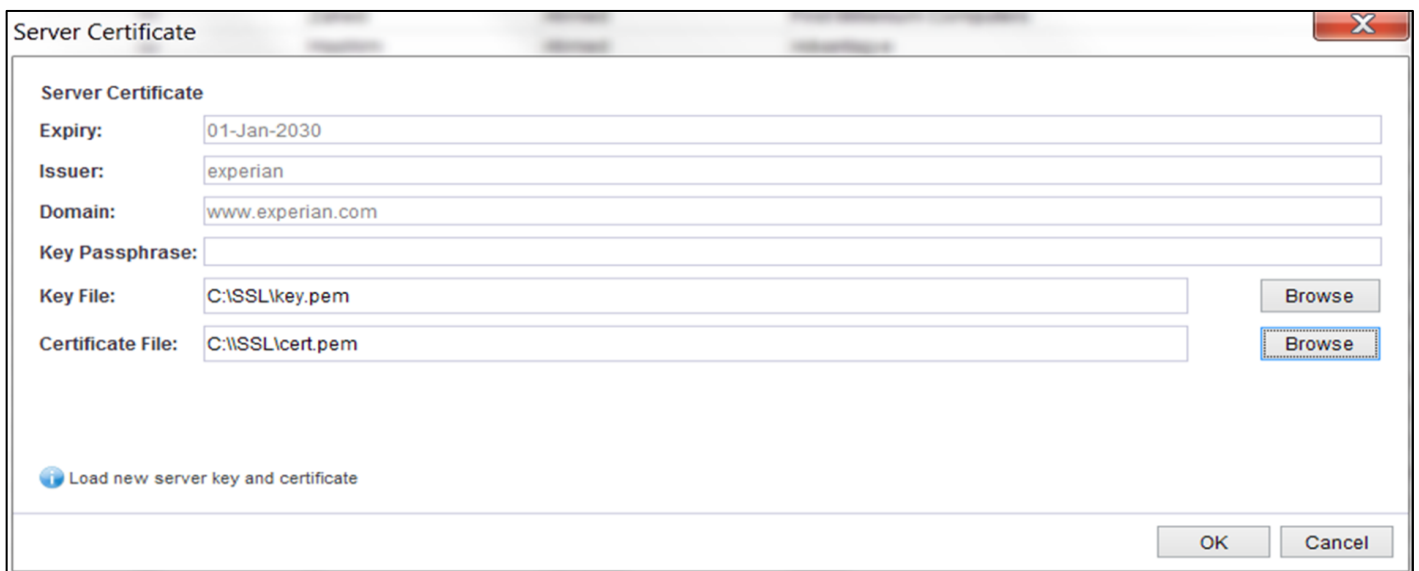 Server Certificate
Server Certificate
Expiry: 01-Jan-2030
Issuer: experian
Domain: www.experian.com
Key Passphrase:
Key File: C:\SSL\key.pem Browse
Certificate File: C:\\SSL\cert.pem Browse
Load new server key and certificate
OK Cancel